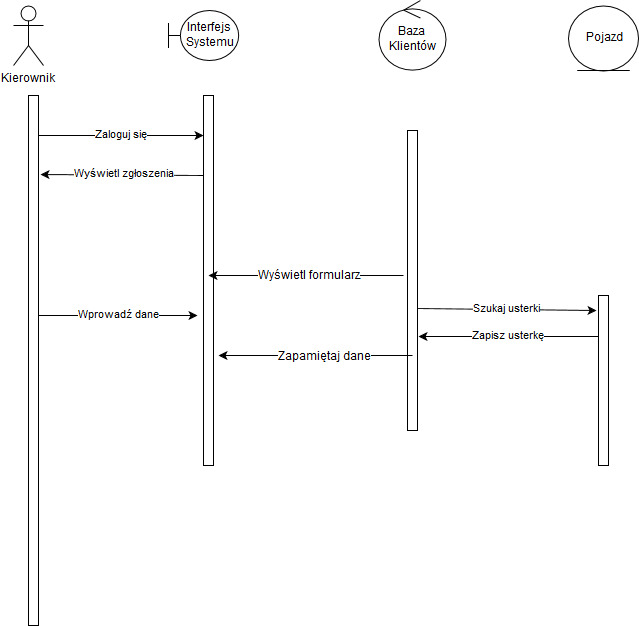 Kierownik
Interfejs
Systemu
Baza
Klientów
Pojazd
Zaloguj się
Wyświetl zgłoszenia
Wyświetl formularz
Szukaj usterki
Wprowadź dane
Zapisz usterkę
Zapamiętaj dane